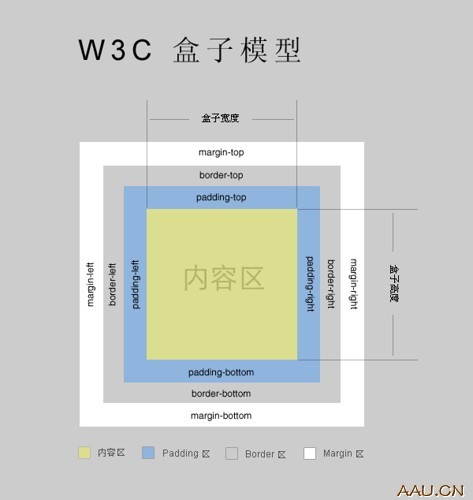 W3C 盒子模型
盒子宽度
margin-top
border-top
padding-top
margin-left
border-left
padding-left
内容区
padding-right
border-right
margin-right
盒子高度
padding-bottom
border-bottom
margin-bottom
内容区 Padding 区 Border 区 Margin 区
AAU.CN